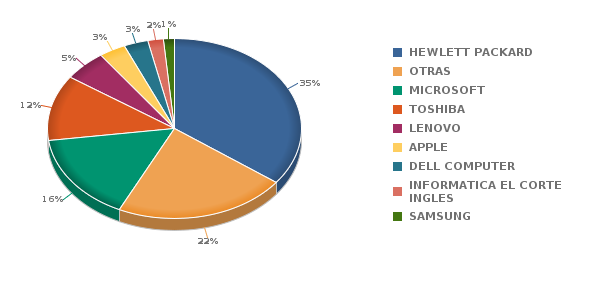 2%
1%
3%
3%
5%
35%
12%
16%
22%
HEWLETT PACKARD
OTRAS
MICROSOFT
TOSHIBA
LENOVO
APPLE
DELL COMPUTER
INFORMATICA EL CORTE
INGLES
SAMSUNG